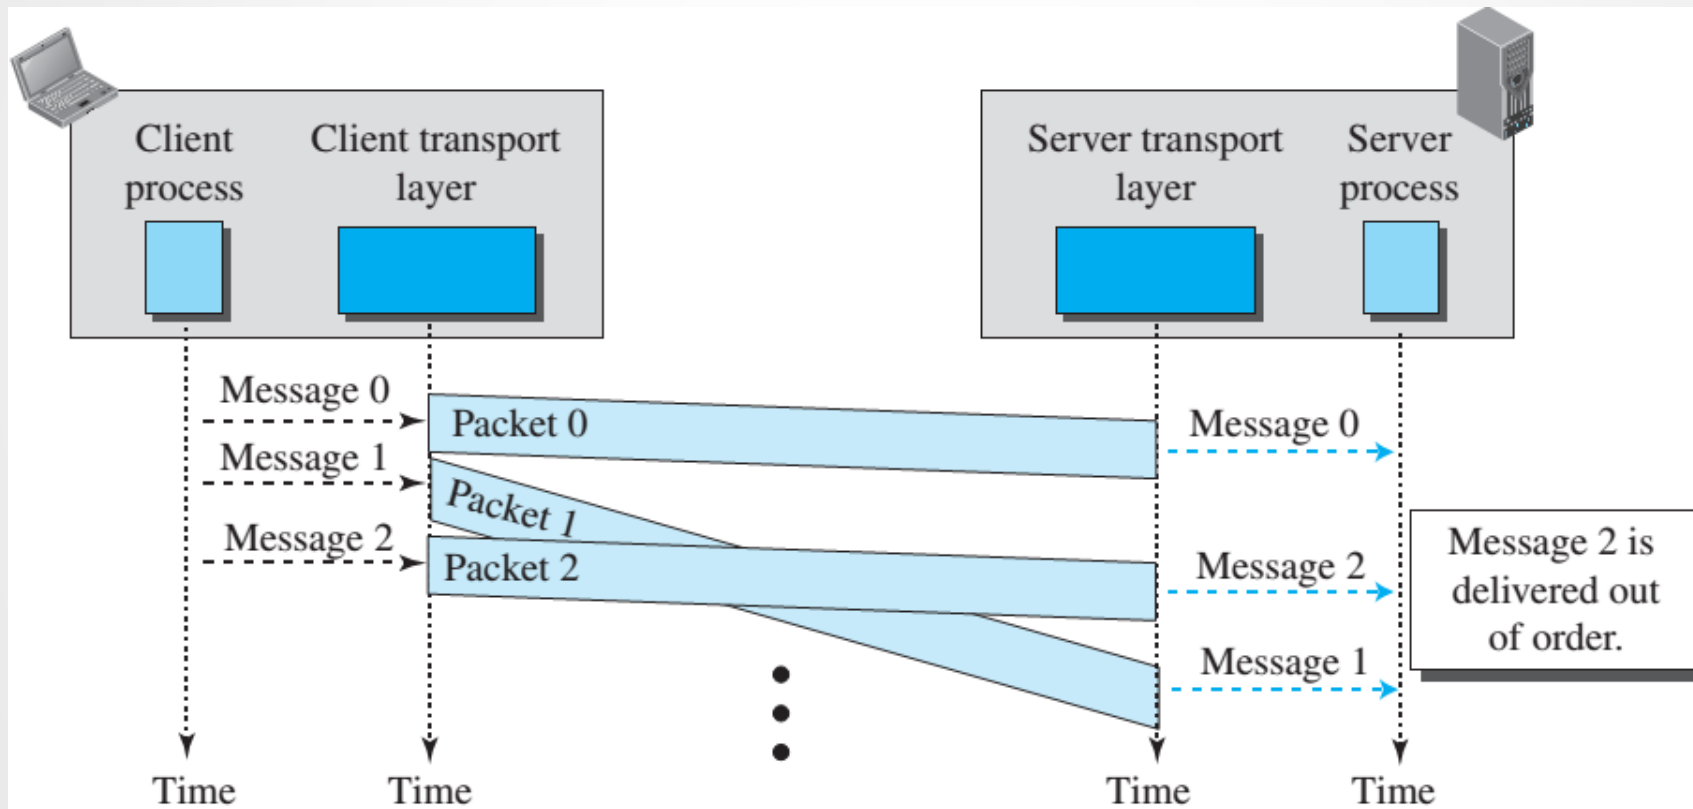 Client
process
Client transport
layer
Server transport
layer
Server
process
Message 0
Packet 0
Message 0
Message 1
Packet 1
Message 2
Packet 2
Message 2
Message 1
Message 2 is
delivered out
of order.
Time
Time
Time
Time